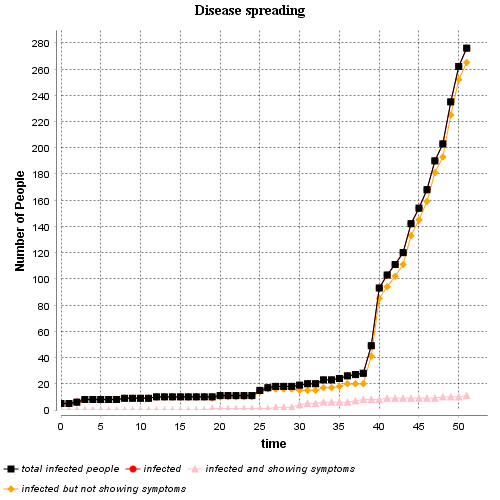 Disease spreading
280
260
240
220
200
180
160
140
120
100
80
60
40
20
0
Number of People
0 5 10 15 20 25 30 35 40 45 50
time
total infected people infected infected and showing symptoms
infected but not showing symptoms